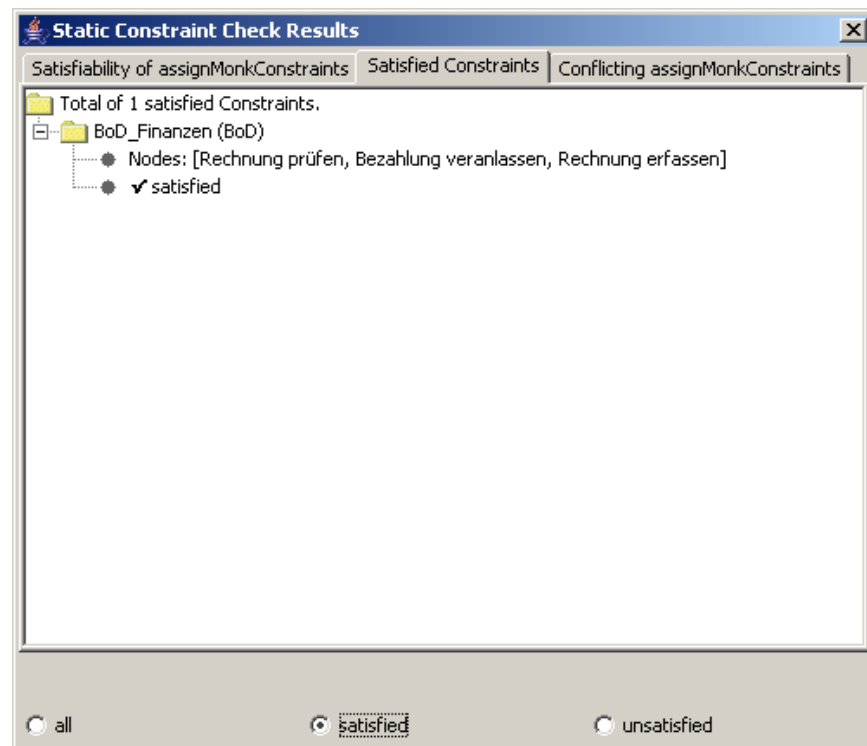 Static Constraint Check Results
Satisfiability of assignMonkConstraints Satisfied Constraints Conflicting assignMonkConstraints
Total of 1 satisfied Constraints.
BoD_Finanzen (BoD)
Nodes: [Rechnung prüfen, Bezahlung veranlassen, Rechnung erfassen]
✔ satisfied
all satisfied unsatisfied